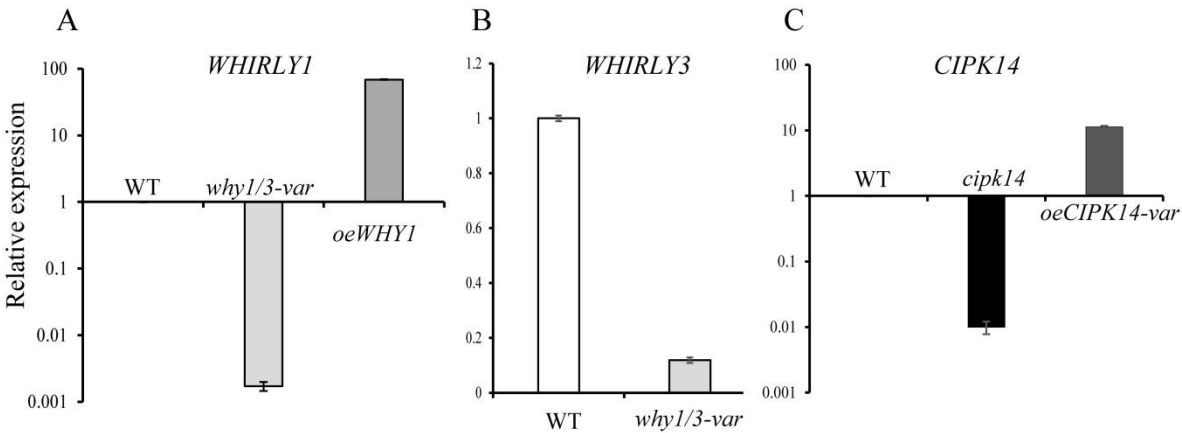 A
WHIRLY1
Relative expression
100
10
1
0.1
0.01
0.001
WT
why1/3-var
oeWHY1
B
WHIRLY3
1.2
1
0.8
0.6
0.4
0.2
0
WT
why1/3-var
C
CIPK14
100
10
1
0.1
0.01
0.001
WT
cipk14
oeCIPK14-var